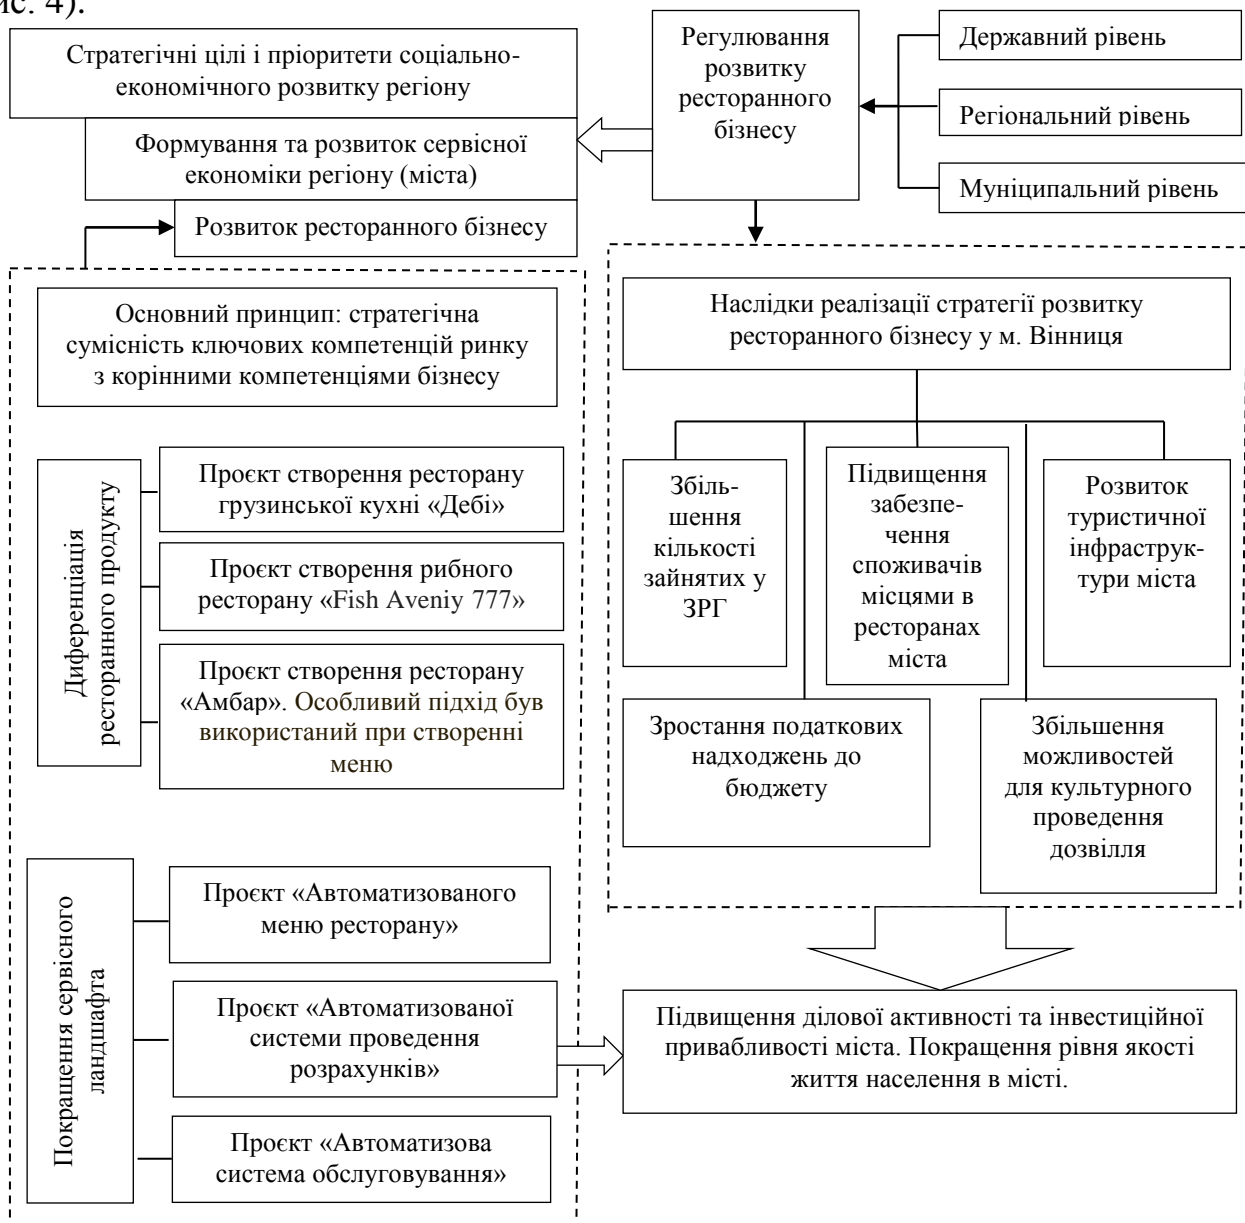 ис. 4).
Стратегічні цілі і пріоритети соціально-
економічного розвитку регіону
Формування та розвиток сервісної
економіки регіону (міста)
Розвиток ресторанного бізнесу
Регулювання
розвитку
ресторанного
бізнесу
Державний рівень
Регіональний рівень
Муніципальний рівень
Основний принцип: стратегічна
сумісність ключових компетенцій ринку
з корінними компетенціями бізнесу
Диференціація
ресторанного продукту
Проєкт створення ресторану
грузинської кухні «Дебі»
Проєкт створення рибного
ресторану «Fish Aveniy 777»
Проєкт створення ресторану
«Амбар». Особливий підхід був
використаний при створенні
меню
Покращення сервісного
ландшафта
Проєкт «Автоматизованого
меню ресторану»
Проєкт «Автоматизованої
системи проведення
розрахунків»
Проєкт «Автоматизова
система обслуговування»
Наслідки реалізації стратегії розвитку
ресторанного бізнесу у м. Вінниця
Збіль-
шення
кількості
зайнятих у
ЗРГ
Підвищення
забезпе-
чення
споживачів
місцями в
ресторанах
міста
Розвиток
туристичної
інфраструк-
тури міста
Зростання податкових
надходжень до
бюджету
Збільшення
можливостей
для культурного
проведення
дозвілля
Підвищення ділової активності та інвестиційної
привабливості міста. Покращення рівня якості
життя населення в місті.